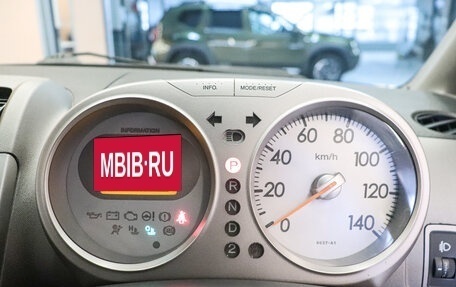 INFO. MODE/RESET
INFORMATION
MBIB·RU
P
R
N
D
2
0
20
40
60
80
100
120
140
km/h